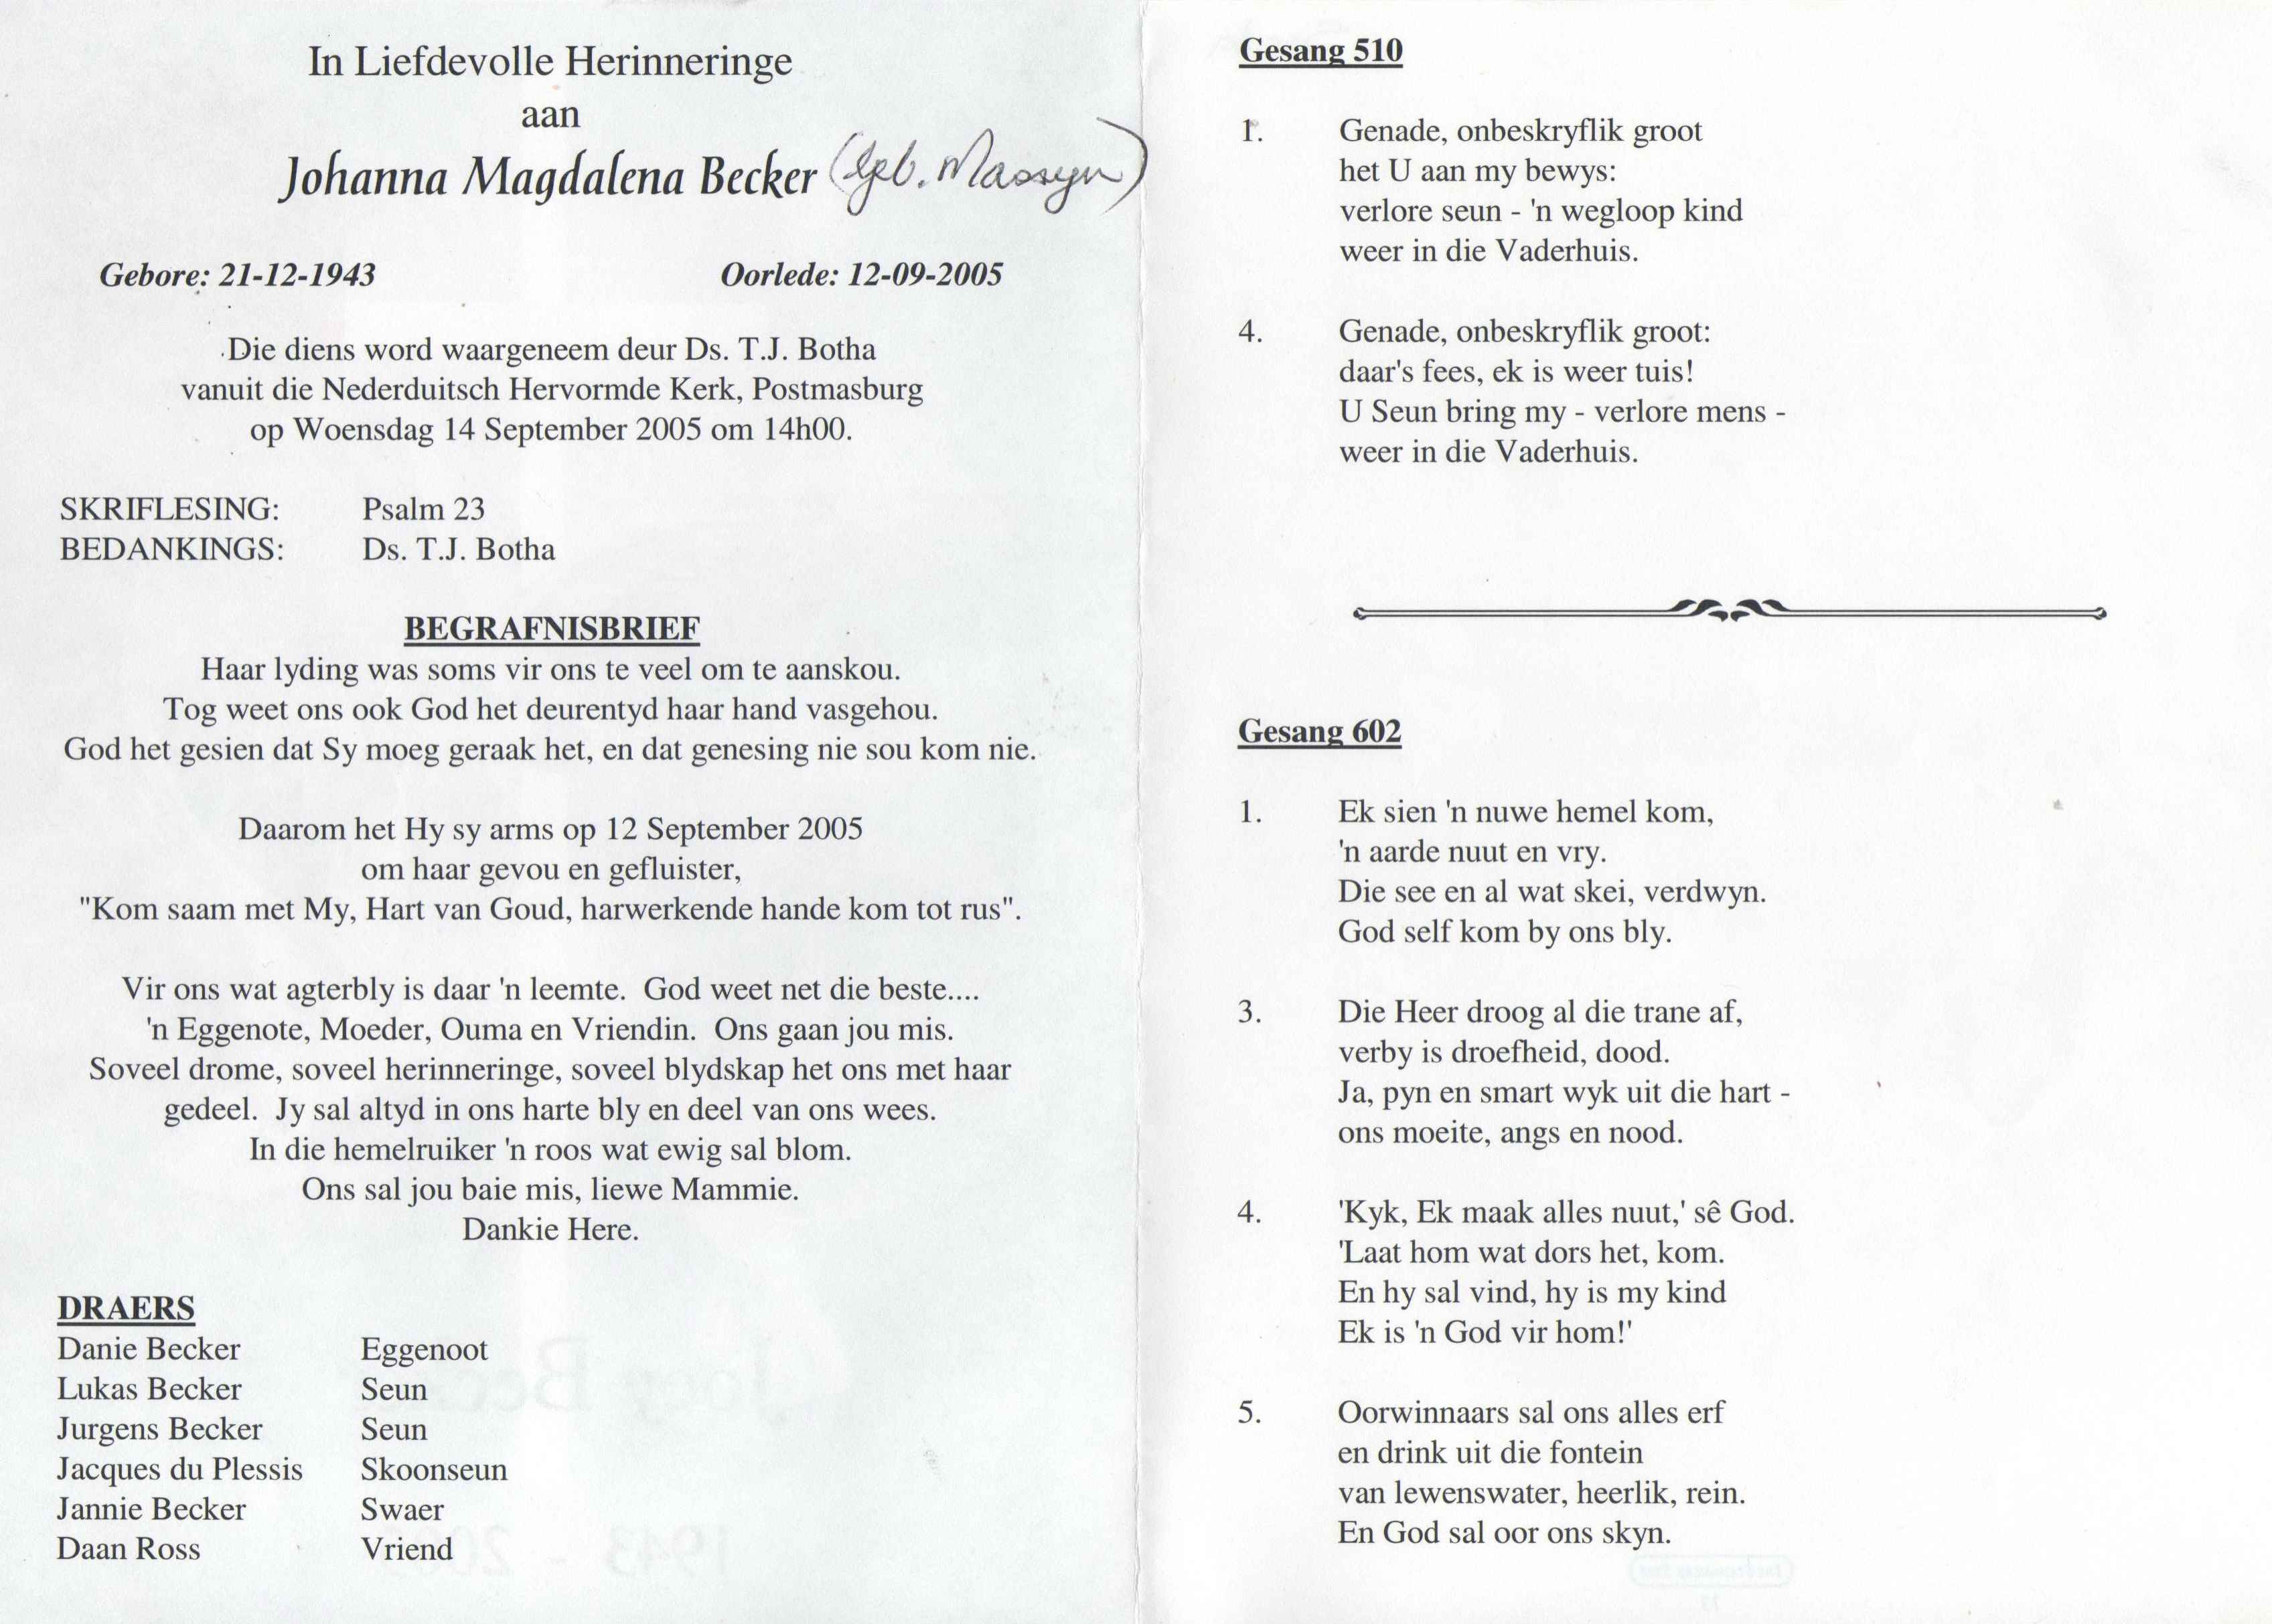 In Liefdevolle Herinneringe
aan
Johanna Magdalena Becker (geb. Massyn)
Gebore: 21-12-1943 Oorlede: 12-09-2005
Die diens word waargeneem deur Ds. T.J. Botha
vanuit die Nederduitsch Hervormde Kerk, Postmasburg
op Woensdag 14 September 2005 om 14h00.
SKRIFLESING: Psalm 23
BEDANKINGS: Ds. T.J. Botha
BEGRAFNISBRIEF
Haar lyding was soms vir ons te veel om te aanskou.
Tog weet ons ook God het deurentyd haar hand vasgehou.
God het gesien dat Sy moeg geraak het, en dat genesing nie sou kom nie.
Daarom het Hy sy arms op 12 September 2005
om haar gevou en gefluister,
"Kom saam met My, Hart van Goud, harwerkende hande kom tot rus".
Vir ons wat agterbly is daar 'n leemte. God weet net die beste....
'n Eggenote, Moeder, Ouma en Vriendin. Ons gaan jou mis.
Soveel drome, soveel herinneringe, soveel blydskap het ons met haar
gedeel. Jy sal altyd in ons harte bly en deel van ons wees.
In die hemelruiker 'n roos wat ewig sal blom.
Ons sal jou baie mis, liewe Mammie.
Dankie Here.
DRAERS
Danie Becker Eggenoot
Lukas Becker Seun
Jurgens Becker Seun
Jacques du Plessis Skoonseun
Jannie Becker Swaer
Daan Ross Vriend
Gesang 510
1. Genade, onbeskryflik groot
het U aan my bewys:
verlore seun - 'n wegloop kind
weer in die Vaderhuis.
4. Genade, onbeskryflik groot:
daar's fees, ek is weer tuis!
U Seun bring my - verlore mens -
weer in die Vaderhuis.
Gesang 602
1. Ek sien 'n nuwe hemel kom,
'n aarde nuut en vry.
Die see en al wat skei, verdwyn.
God self kom by ons bly.
3. Die Heer droog al die trane af,
verby is droefheid, dood.
Ja, pyn en smart wyk uit die hart -
ons moeite, angs en nood.
4. 'Kyk, Ek maak alles nuut,' sê God.
'Laat hom wat dors het, kom.
En hy sal vind, hy is my kind
Ek is 'n God vir hom!'
5. Oorwinnaars sal ons alles erf
en drink uit die fontein
van lewenswater, heerlik, rein.
En God sal oor ons skyn.